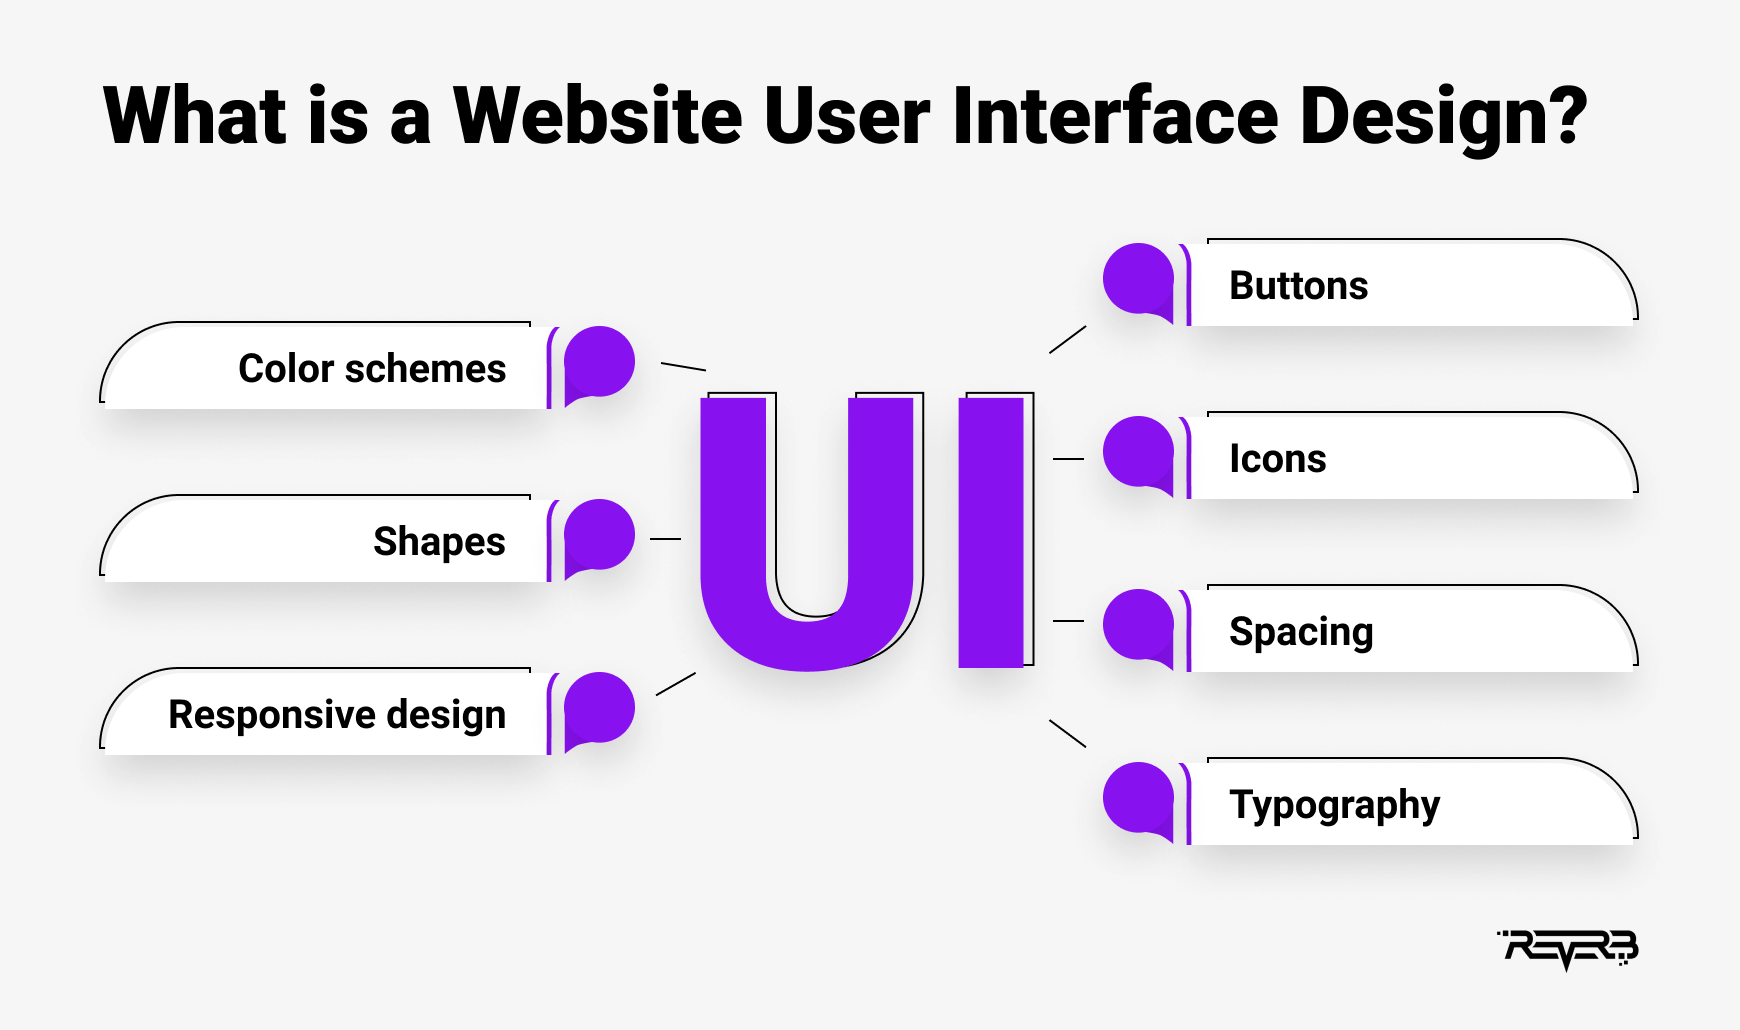 What is a Website User Interface Design?
Color schemes
Shapes
Responsive design
UI
Buttons
Icons
Spacing
Typography
REVERB